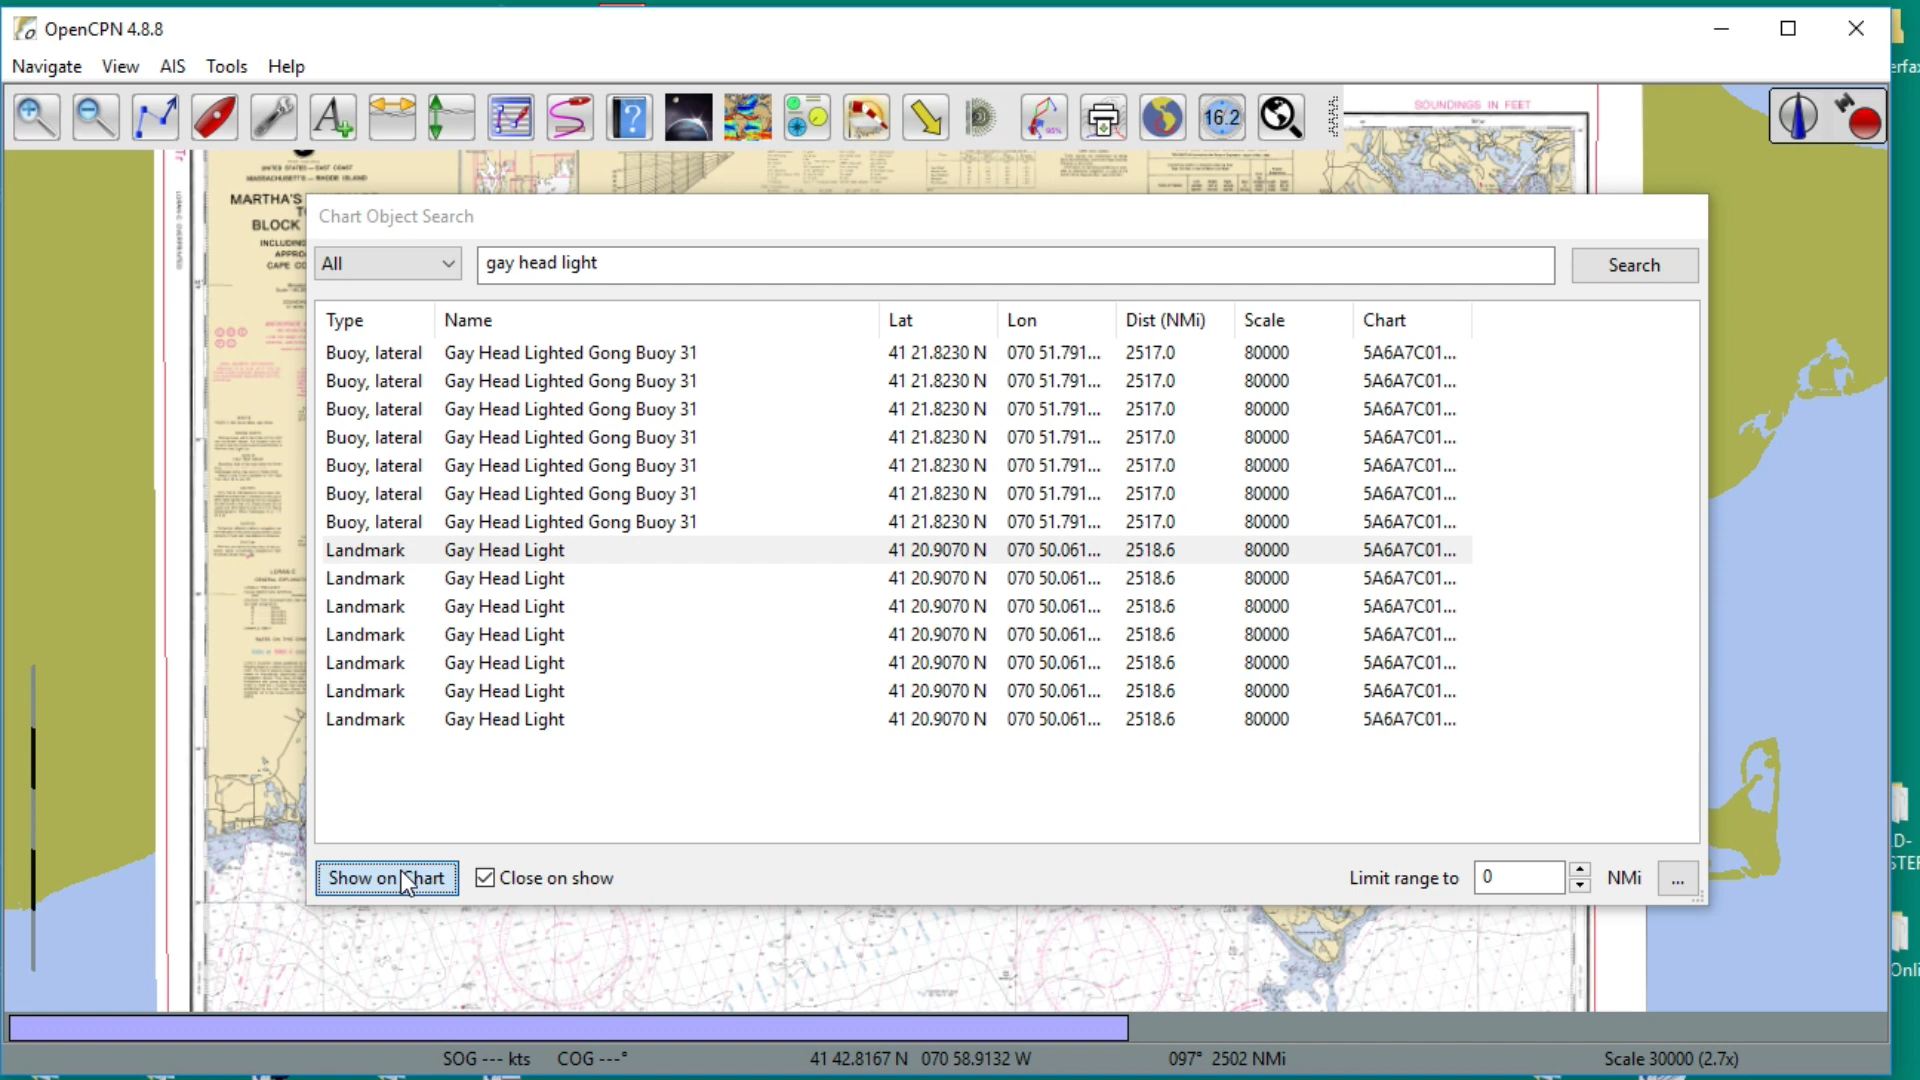 OpenCPN 4.8.8
Navigate View AIS Tools Help
16.2
SOUNDINGS IN FEET
UNITED STATES - EAST COAST
MASSACHUSETTS - RHODE ISLAND
MARTHA'S
BLOCK
INCLUDING
CAPE CO
Chart Object Search
All gay head light Search
Type Name Lat Lon Dist (NMi) Scale Chart
Buoy, lateral Gay Head Lighted Gong Buoy 31 41 21.8230 N 070 51.791... 2517.0 80000 5A6A7C01...
Buoy, lateral Gay Head Lighted Gong Buoy 31 41 21.8230 N 070 51.791... 2517.0 80000 5A6A7C01...
Buoy, lateral Gay Head Lighted Gong Buoy 31 41 21.8230 N 070 51.791... 2517.0 80000 5A6A7C01...
Buoy, lateral Gay Head Lighted Gong Buoy 31 41 21.8230 N 070 51.791... 2517.0 80000 5A6A7C01...
Buoy, lateral Gay Head Lighted Gong Buoy 31 41 21.8230 N 070 51.791... 2517.0 80000 5A6A7C01...
Buoy, lateral Gay Head Lighted Gong Buoy 31 41 21.8230 N 070 51.791... 2517.0 80000 5A6A7C01...
Buoy, lateral Gay Head Lighted Gong Buoy 31 41 21.8230 N 070 51.791... 2517.0 80000 5A6A7C01...
Landmark Gay Head Light 41 20.9070 N 070 50.061... 2518.6 80000 5A6A7C01...
Landmark Gay Head Light 41 20.9070 N 070 50.061... 2518.6 80000 5A6A7C01...
Landmark Gay Head Light 41 20.9070 N 070 50.061... 2518.6 80000 5A6A7C01...
Landmark Gay Head Light 41 20.9070 N 070 50.061... 2518.6 80000 5A6A7C01...
Landmark Gay Head Light 41 20.9070 N 070 50.061... 2518.6 80000 5A6A7C01...
Landmark Gay Head Light 41 20.9070 N 070 50.061... 2518.6 80000 5A6A7C01...
Landmark Gay Head Light 41 20.9070 N 070 50.061... 2518.6 80000 5A6A7C01...
Show on Chart Close on show Limit range to 0 NMi ...
SOG --- kts COG ---° 41 42.8167 N 070 58.9132 W 097° 2502 NMi Scale 30000 (2.7x)